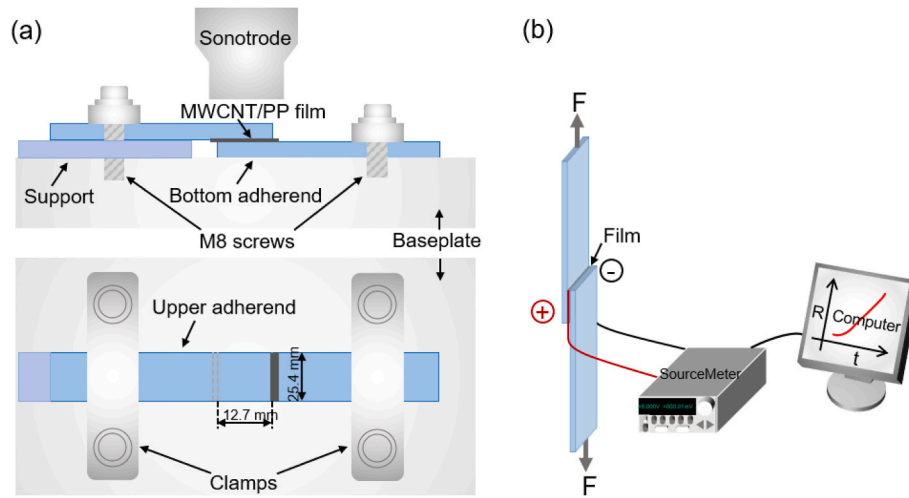 (a)
Sonotrode
MWCNT/PP film
Support
Bottom adherend
M8 screws
Baseplate
Upper adherend
25.4 mm
12.7 mm
Clamps
(b)
F
Film
-
+
R
Computer
t
SourceMeter
F